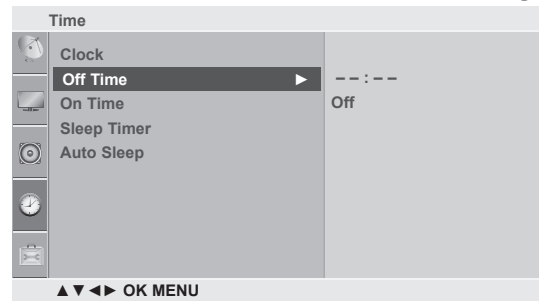 Time
Clock
Off Time ► – – : – –
On Time Off
Sleep Timer
Auto Sleep
▲▼◄► OK MENU